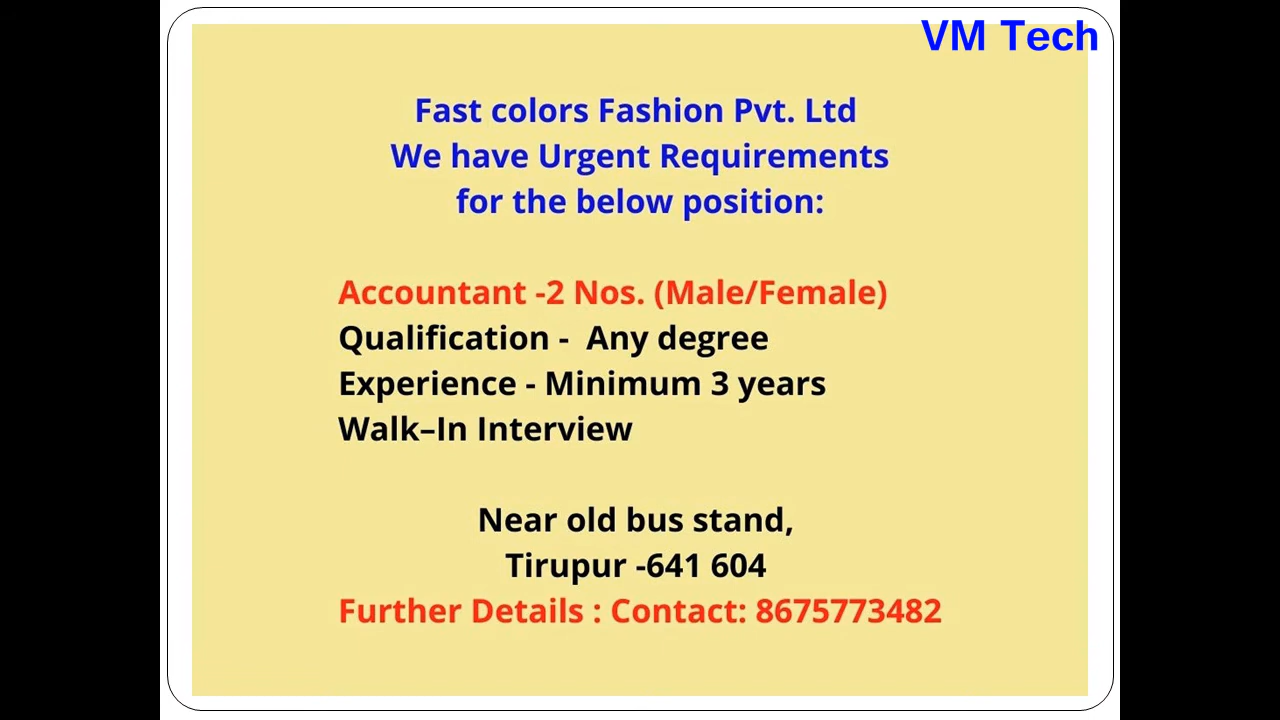 VM Tech
Fast colors Fashion Pvt. Ltd
We have Urgent Requirements
for the below position:
Accountant -2 Nos. (Male/Female)
Qualification -  Any degree
Experience - Minimum 3 years
Walk–In Interview
Near old bus stand,
Tirupur -641 604
Further Details : Contact: 8675773482